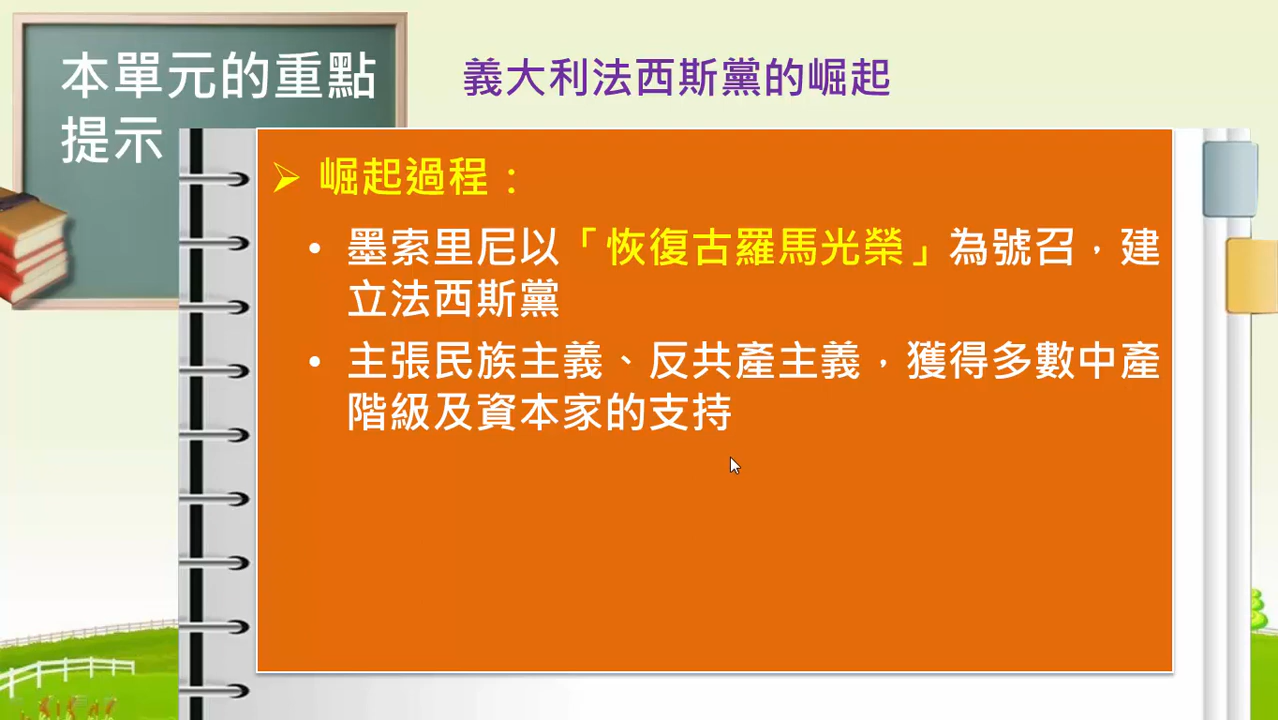 本單元的重點
提示
義大利法西斯黨的崛起
➢ 崛起過程：
• 墨索里尼以「恢復古羅馬光榮」為號召，建
立法西斯黨
• 主張民族主義、反共產主義，獲得多數中產
階級及資本家的支持